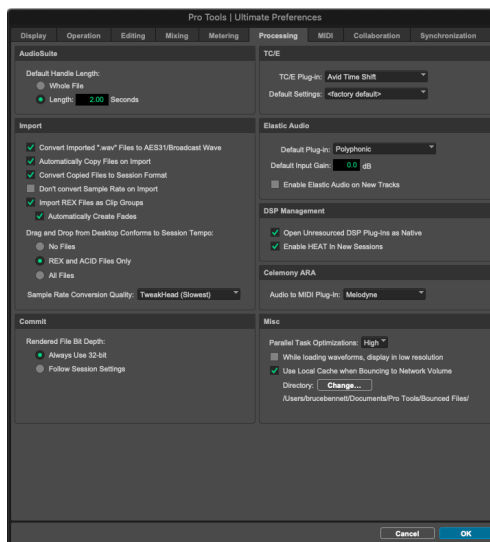 Pro Tools | Ultimate Preferences
Display Operation Editing Mixing Metering Processing MIDI Collaboration Synchronization
AudioSuite
Default Handle Length:
Whole File
Length: 2.00 Seconds
Import
Convert Imported ".wav" Files to AES31/Broadcast Wave
Automatically Copy Files on Import
Convert Copied Files to Session Format
Don't convert Sample Rate on Import
Import REX Files as Clip Groups
Automatically Create Fades
Drag and Drop from Desktop Conforms to Session Tempo:
No Files
REX and ACID Files Only
All Files
Sample Rate Conversion Quality: TweakHead (Slowest)
Commit
Rendered File Bit Depth:
Always Use 32-bit
Follow Session Settings
TC/E
TC/E Plug-in: Avid Time Shift
Default Settings: <factory default>
Elastic Audio
Default Plug-in: Polyphonic
Default Input Gain: 0.0 dB
Enable Elastic Audio on New Tracks
DSP Management
Open Unresourced DSP Plug-Ins as Native
Enable HEAT In New Sessions
Celemony ARA
Audio to MIDI Plug-In: Melodyne
Misc
Parallel Task Optimizations: High
While loading waveforms, display in low resolution
Use Local Cache when Bouncing to Network Volume
Directory: Change...
/Users/brucebennett/Documents/Pro Tools/Bounced Files/
Cancel OK